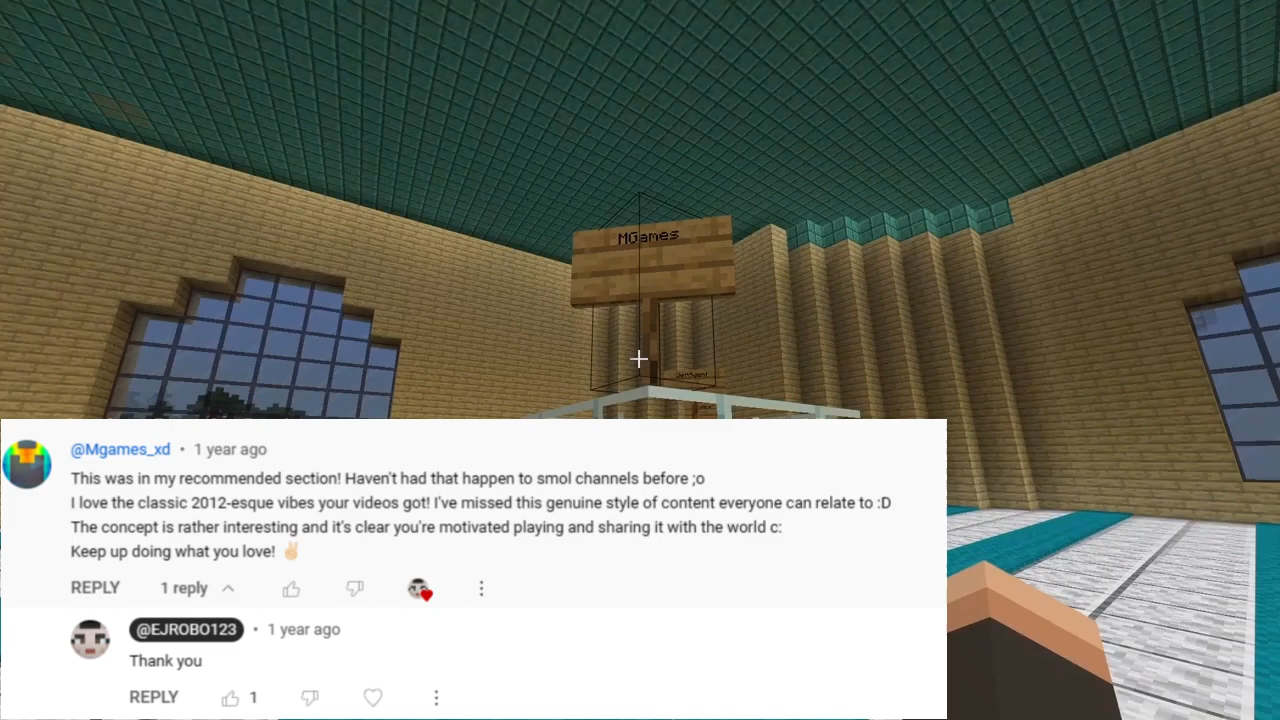 MGames
@Mgames_xd • 1 year ago
This was in my recommended section! Haven't had that happen to smol channels before ;o
I love the classic 2012-esque vibes your videos got! I've missed this genuine style of content everyone can relate to :D
The concept is rather interesting and it's clear you're motivated playing and sharing it with the world c:
Keep up doing what you love! ✌🏻
REPLY 1 reply
@EJROBO123 • 1 year ago
Thank you
REPLY 1